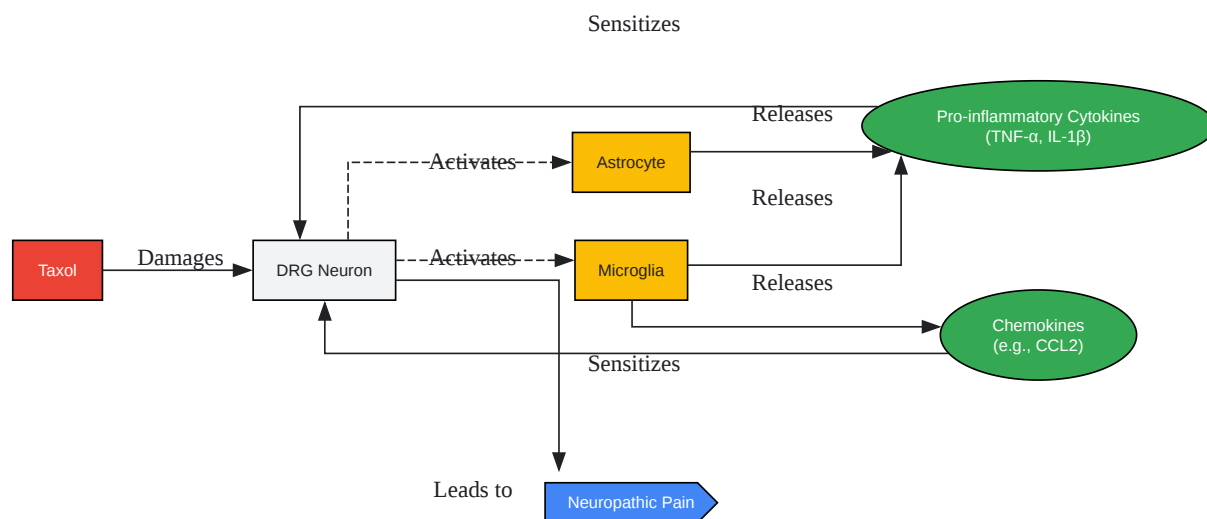 Sensitizes
Releases
Pro-inflammatory Cytokines
(TNF-α, IL-1β)
Activates
Astrocyte
Releases
Taxol
Damages
DRG Neuron
Activates
Microglia
Releases
Chemokines
(e.g., CCL2)
Sensitizes
Leads to
Neuropathic Pain